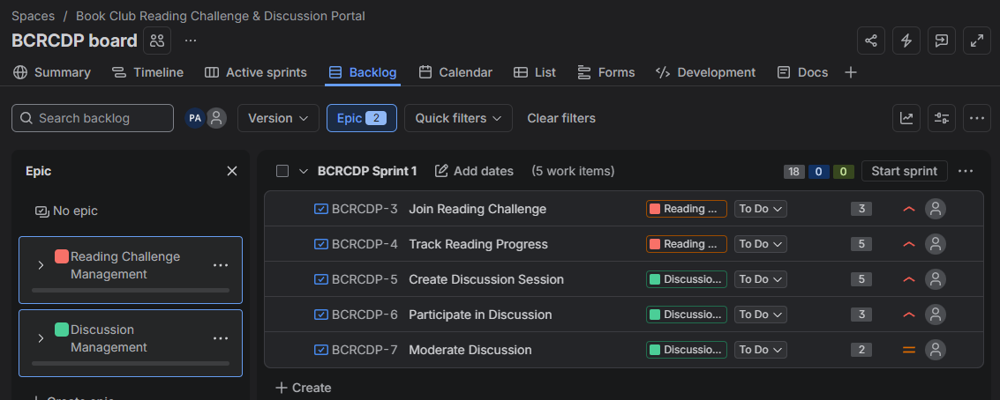 Spaces / Book Club Reading Challenge & Discussion Portal
BCRCDP board
Summary Timeline Active sprints Backlog Calendar List Forms Development Docs
Search backlog PA Version Epic 2 Quick filters Clear filters
Epic
No epic
Reading Challenge
Management
Discussion
Management
BCRCDP Sprint 1 Add dates (5 work items) 18 0 0 Start sprint
BCRCDP-3 Join Reading Challenge Reading ... To Do 3
BCRCDP-4 Track Reading Progress Reading ... To Do 5
BCRCDP-5 Create Discussion Session Discussio... To Do 5
BCRCDP-6 Participate in Discussion Discussio... To Do 3
BCRCDP-7 Moderate Discussion Discussio... To Do 2
Create